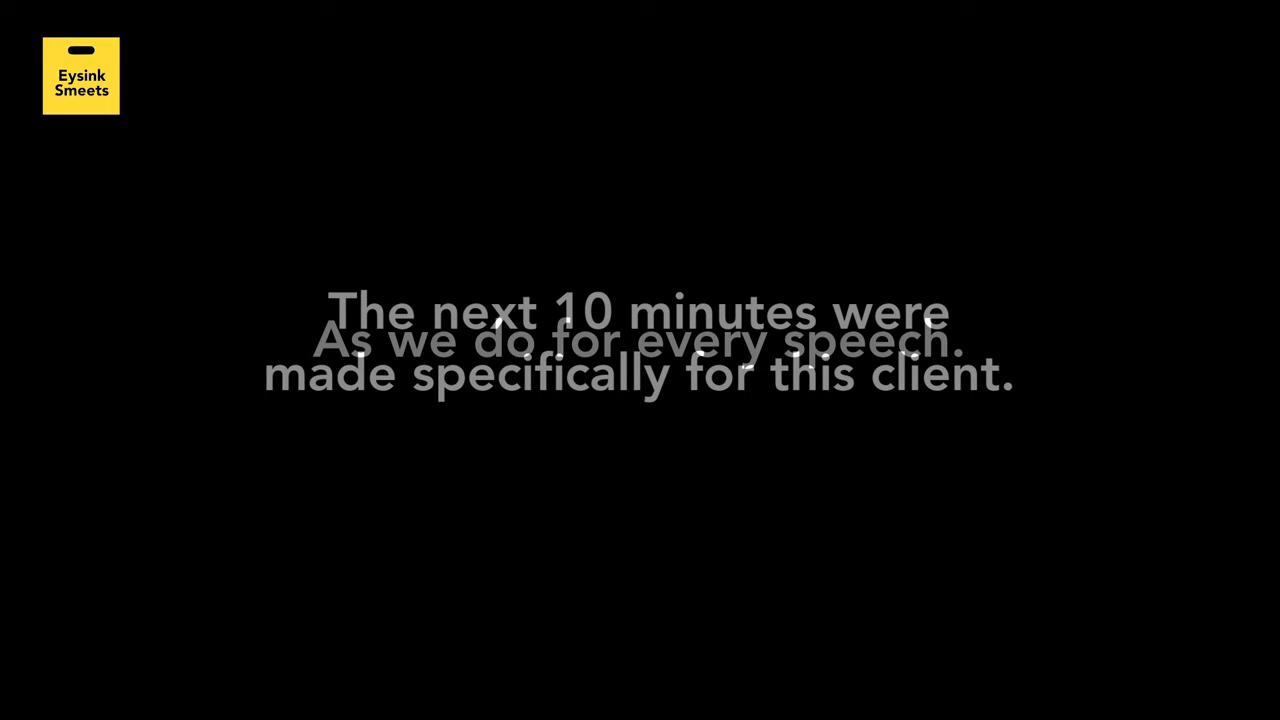 Eysink
Smeets
The next 10 minutes were
As we do for every speech.
made specifically for this client.